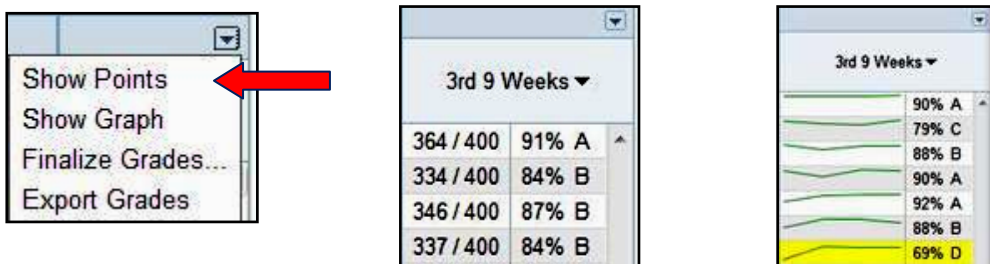 Show Points
Show Graph
Finalize Grades...
Export Grades
3rd 9 Weeks
364 / 400 91% A
334 / 400 84% B
346 / 400 87% B
337 / 400 84% B
3rd 9 Weeks
90% A
79% C
88% B
90% A
92% A
88% B
69% D